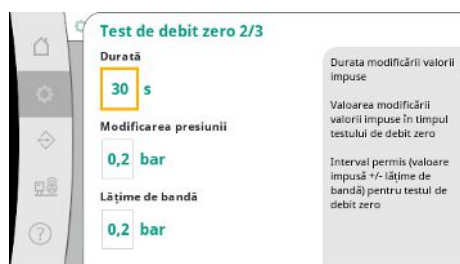 Test de debit zero 2/3
Durată
30 s
Modificarea presiunii
0,2 bar
Lățime de bandă
0,2 bar
Durata modificării valorii
impuse
Valoarea modificării
valorii impuse în timpul
testului de debit zero
Interval permis (valoare
impusă +/- lățime de
bandă) pentru testul de
debit zero